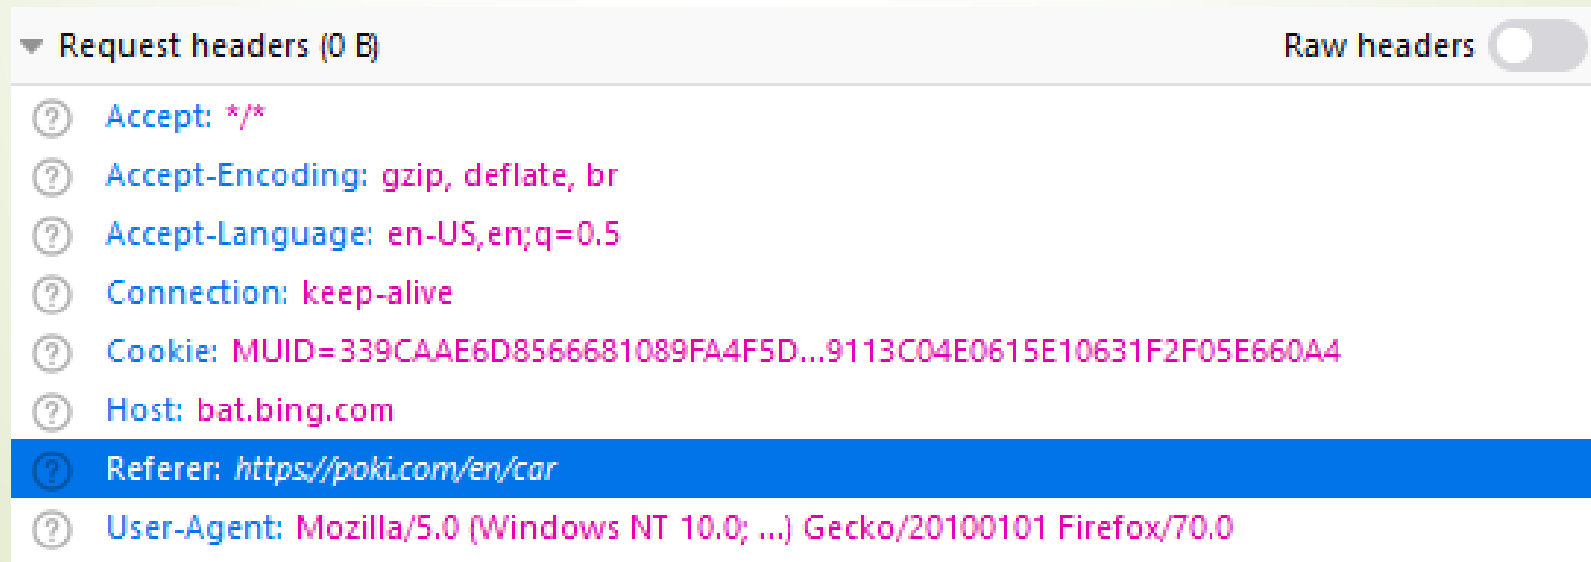 Request headers (0 B) Raw headers
Accept: */*
Accept-Encoding: gzip, deflate, br
Accept-Language: en-US,en;q=0.5
Connection: keep-alive
Cookie: MUID=339CAAE6D8566681089FA4F5D...9113C04E0615E10631F2F05E660A4
Host: bat.bing.com
Referer: https://poki.com/en/car
User-Agent: Mozilla/5.0 (Windows NT 10.0; ...) Gecko/20100101 Firefox/70.0